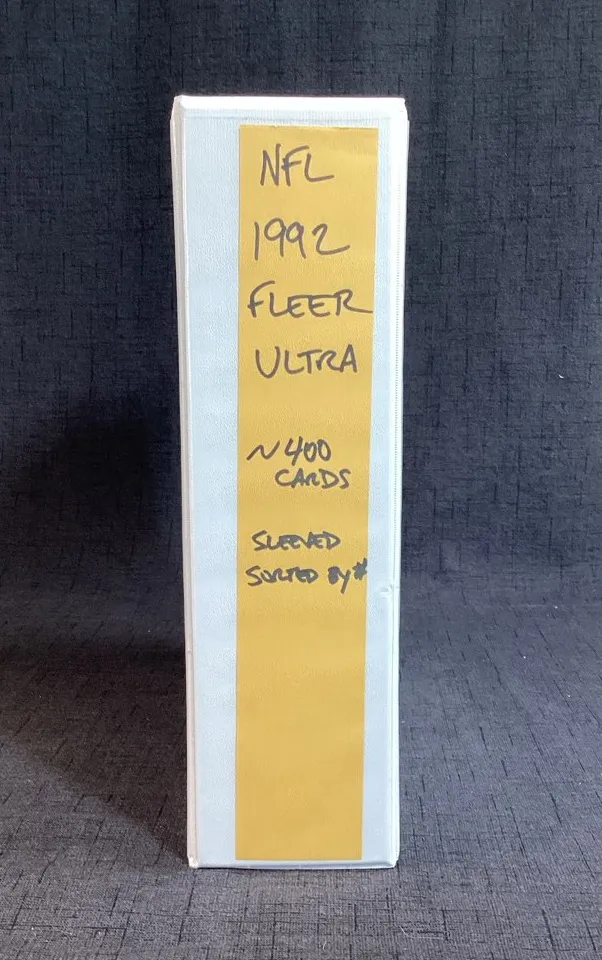 NFL
1992
FLEER
ULTRA
~400
CARDS
SLEEVED
SORTED By #